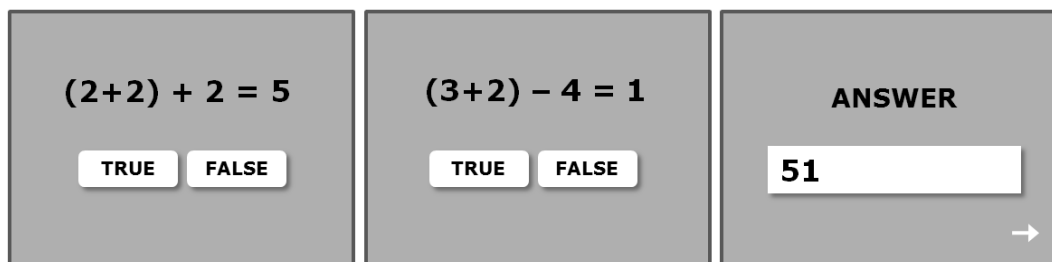 (2+2) + 2 = 5
TRUE FALSE
(3+2) – 4 = 1
TRUE FALSE
ANSWER
51
→